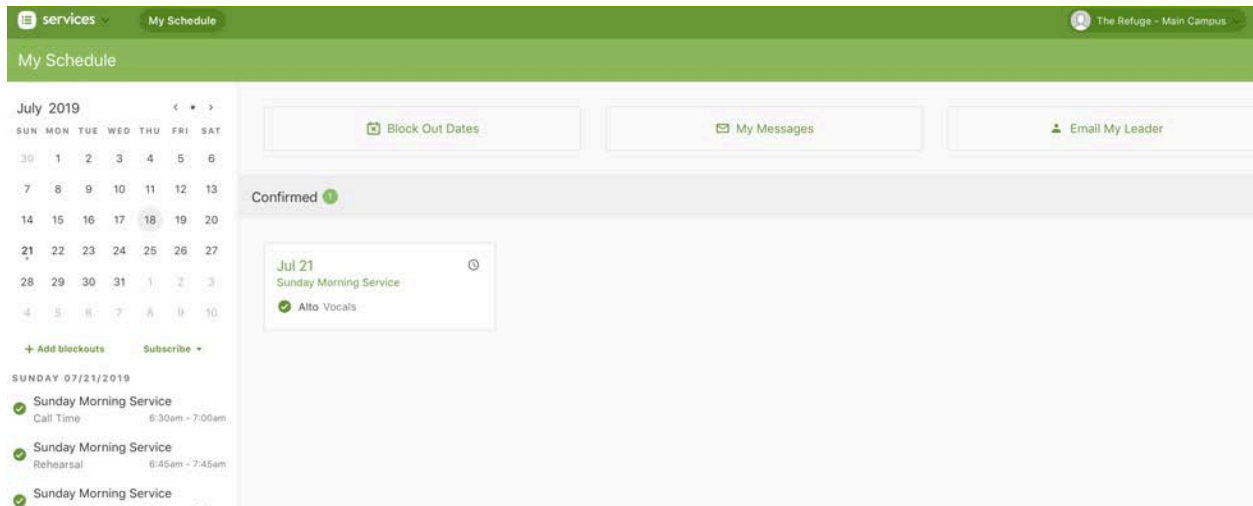 services My Schedule The Refuge - Main Campus
My Schedule
July 2019
SUN MON TUE WED THU FRI SAT
30 1 2 3 4 5 6
7 8 9 10 11 12 13
14 15 16 17 18 19 20
21 22 23 24 25 26 27
28 29 30 31 1 2 3
4 5 6 7 8 9 10
+ Add blockouts Subscribe
SUNDAY 07/21/2019
Sunday Morning Service
Call Time 6:30am - 7:00am
Sunday Morning Service
Rehearsal 6:45am - 7:45am
Sunday Morning Service
Block Out Dates My Messages Email My Leader
Confirmed 1
Jul 21
Sunday Morning Service
Alto Vocals